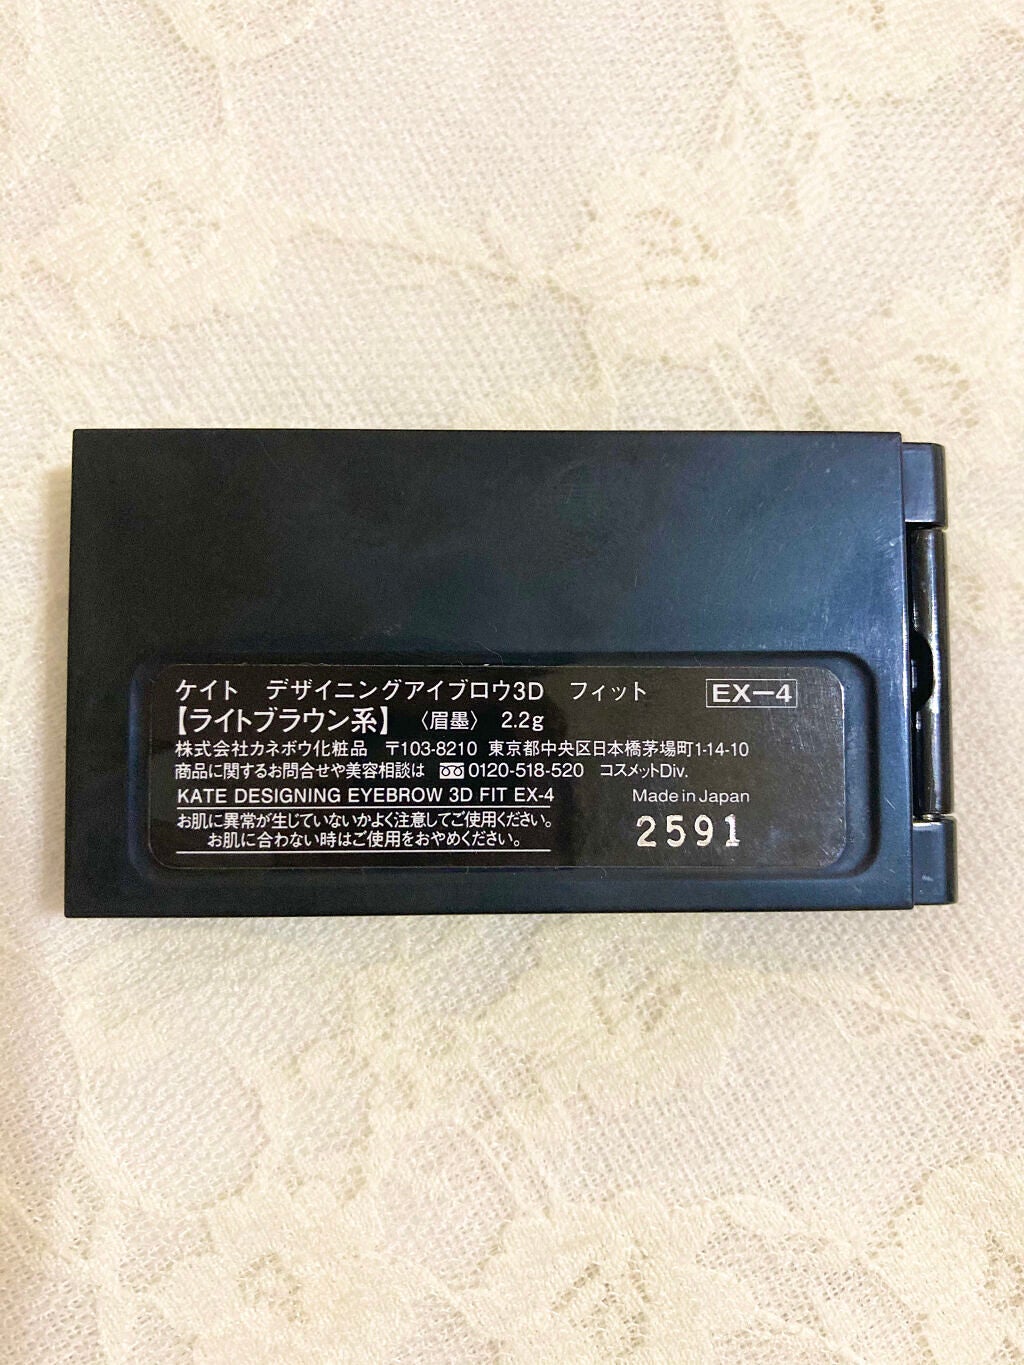 ケイト　デザイニングアイブロウ3D　フィット　EX−4
【ライトブラウン系】〈眉墨〉 2.2g
株式会社カネボウ化粧品　〒103-8210 東京都中央区日本橋茅場町1-14-10
商品に関するお問合せや美容相談は 0120-518-520　コスメットDiv.
KATE DESIGNING EYEBROW 3D FIT EX-4　Made in Japan
お肌に異常が生じていないかよく注意してご使用ください。
お肌に合わない時はご使用をおやめください。
2591